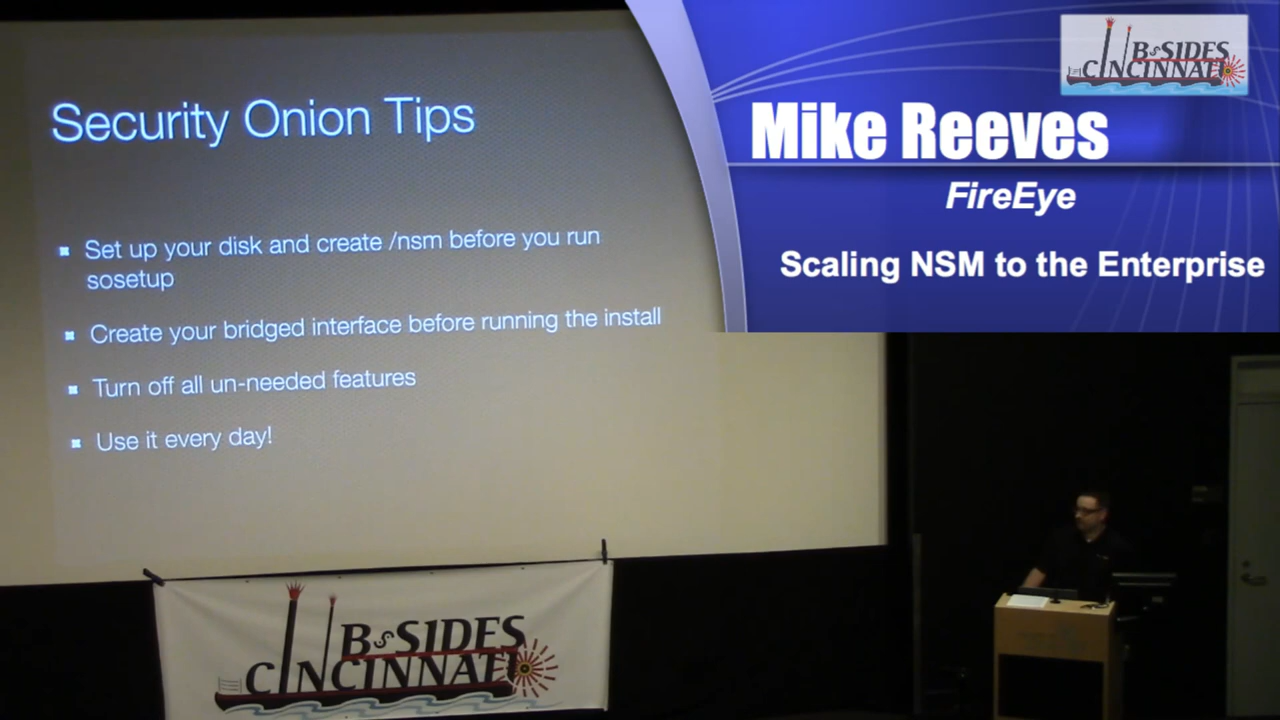 Security Onion Tips
Set up your disk and create /nsm before you run
sosetup
Create your bridged interface before running the install
Turn off all un-needed features
Use it every day!
BSIDES
CINCINNATI
Mike Reeves
FireEye
Scaling NSM to the Enterprise
BSIDES
CINCINNATI